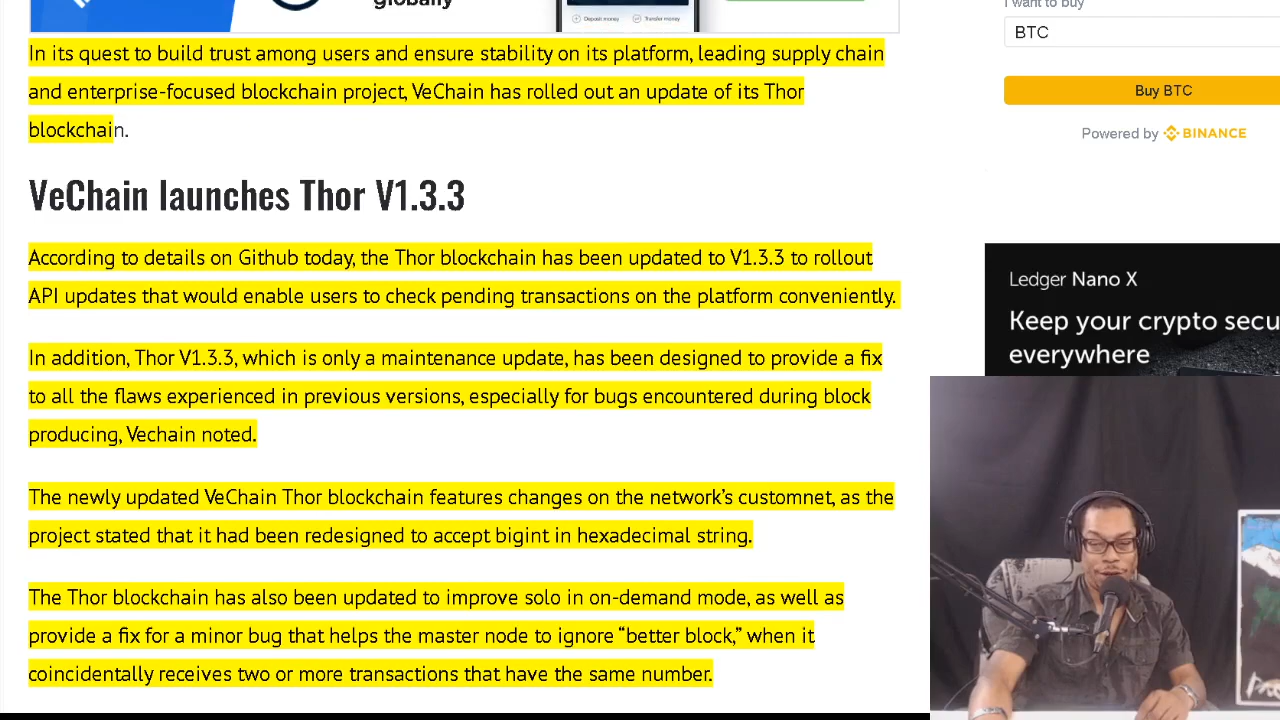 globally
Deposit money
Transfer money
In its quest to build trust among users and ensure stability on its platform, leading supply chain
and enterprise-focused blockchain project, VeChain has rolled out an update of its Thor
blockchain.
VeChain launches Thor V1.3.3
According to details on Github today, the Thor blockchain has been updated to V1.3.3 to rollout
API updates that would enable users to check pending transactions on the platform conveniently.
In addition, Thor V1.3.3, which is only a maintenance update, has been designed to provide a fix
to all the flaws experienced in previous versions, especially for bugs encountered during block
producing, Vechain noted.
The newly updated VeChain Thor blockchain features changes on the network’s customnet, as the
project stated that it had been redesigned to accept bigint in hexadecimal string.
The Thor blockchain has also been updated to improve solo in on-demand mode, as well as
provide a fix for a minor bug that helps the master node to ignore “better block,” when it
coincidentally receives two or more transactions that have the same number.
I want to buy
BTC
Buy BTC
Powered by BINANCE
Ledger Nano X
Keep your crypto secu
everywhere